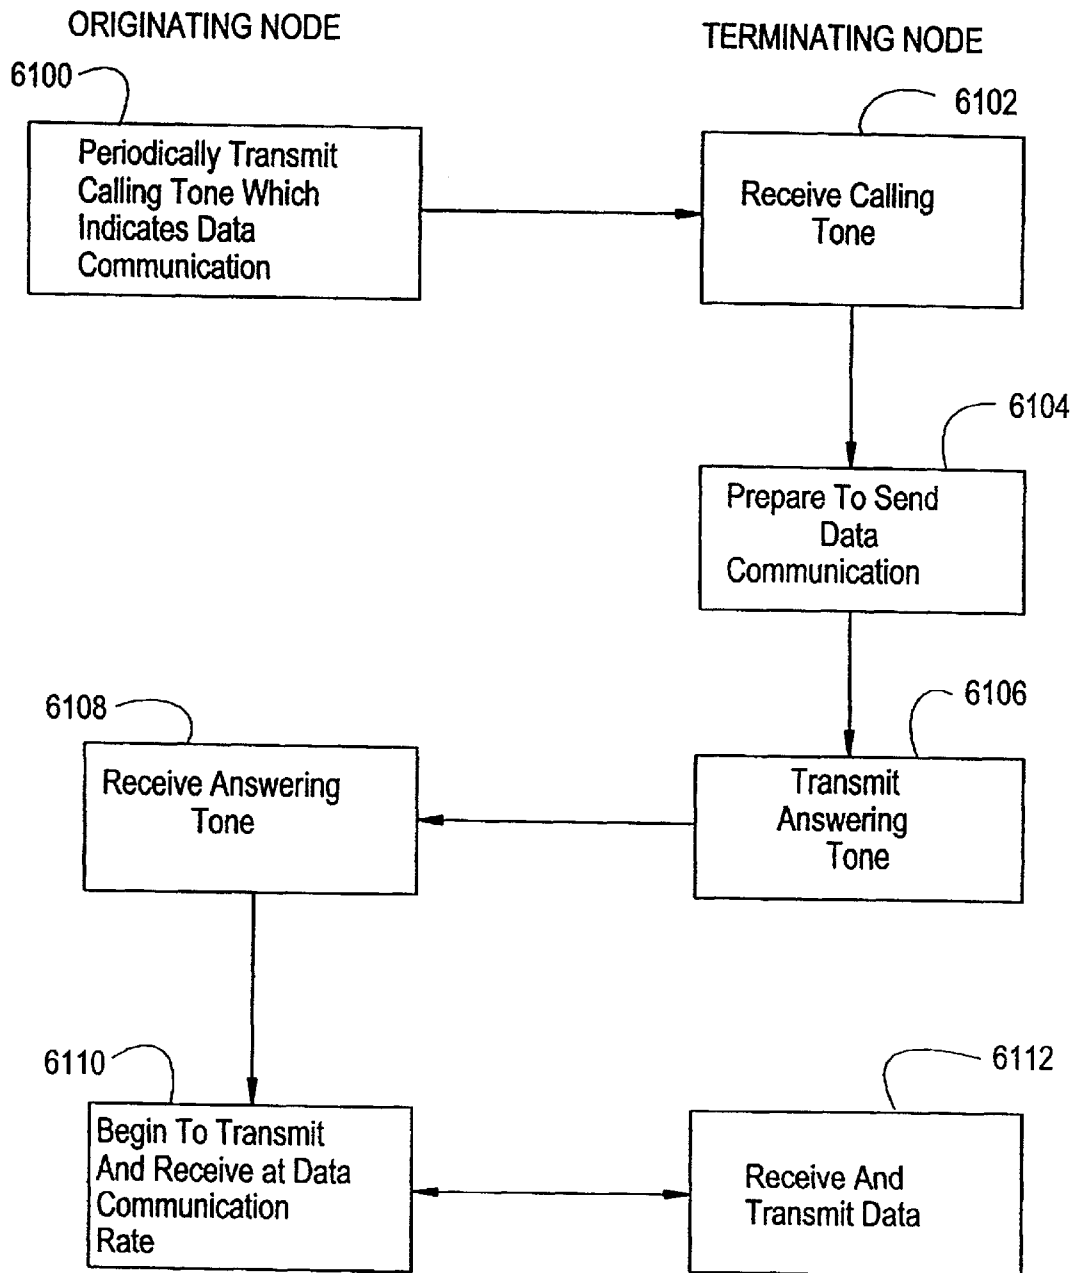 ORIGINATING NODE
TERMINATING NODE
6100
6102
Periodically Transmit
Calling Tone Which
Indicates Data
Communication
Receive Calling
Tone
6104
Prepare To Send
Data
Communication
6108
6106
Receive Answering
Tone
Transmit
Answering
Tone
6110
6112
Begin To Transmit
And Receive at Data
Communication
Rate
Receive And
Transmit Data